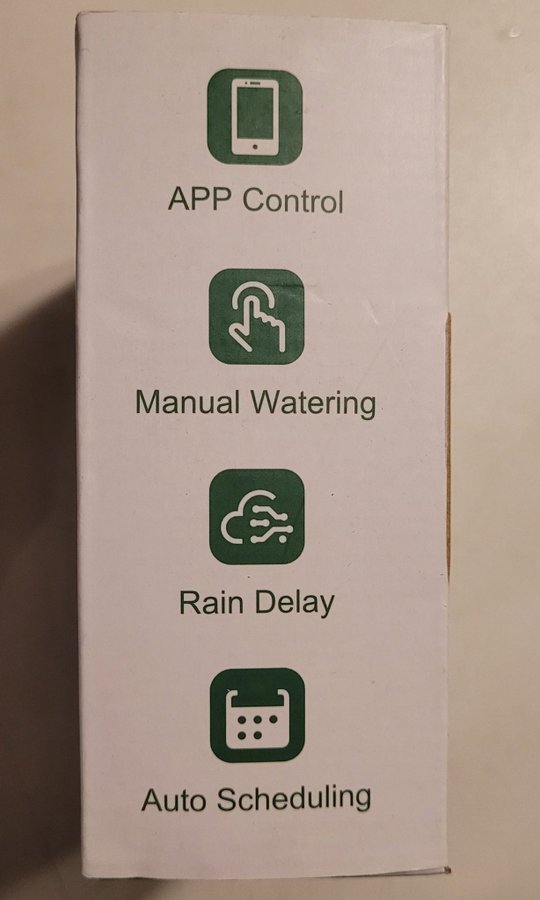 APP Control
Manual Watering
Rain Delay
Auto Scheduling